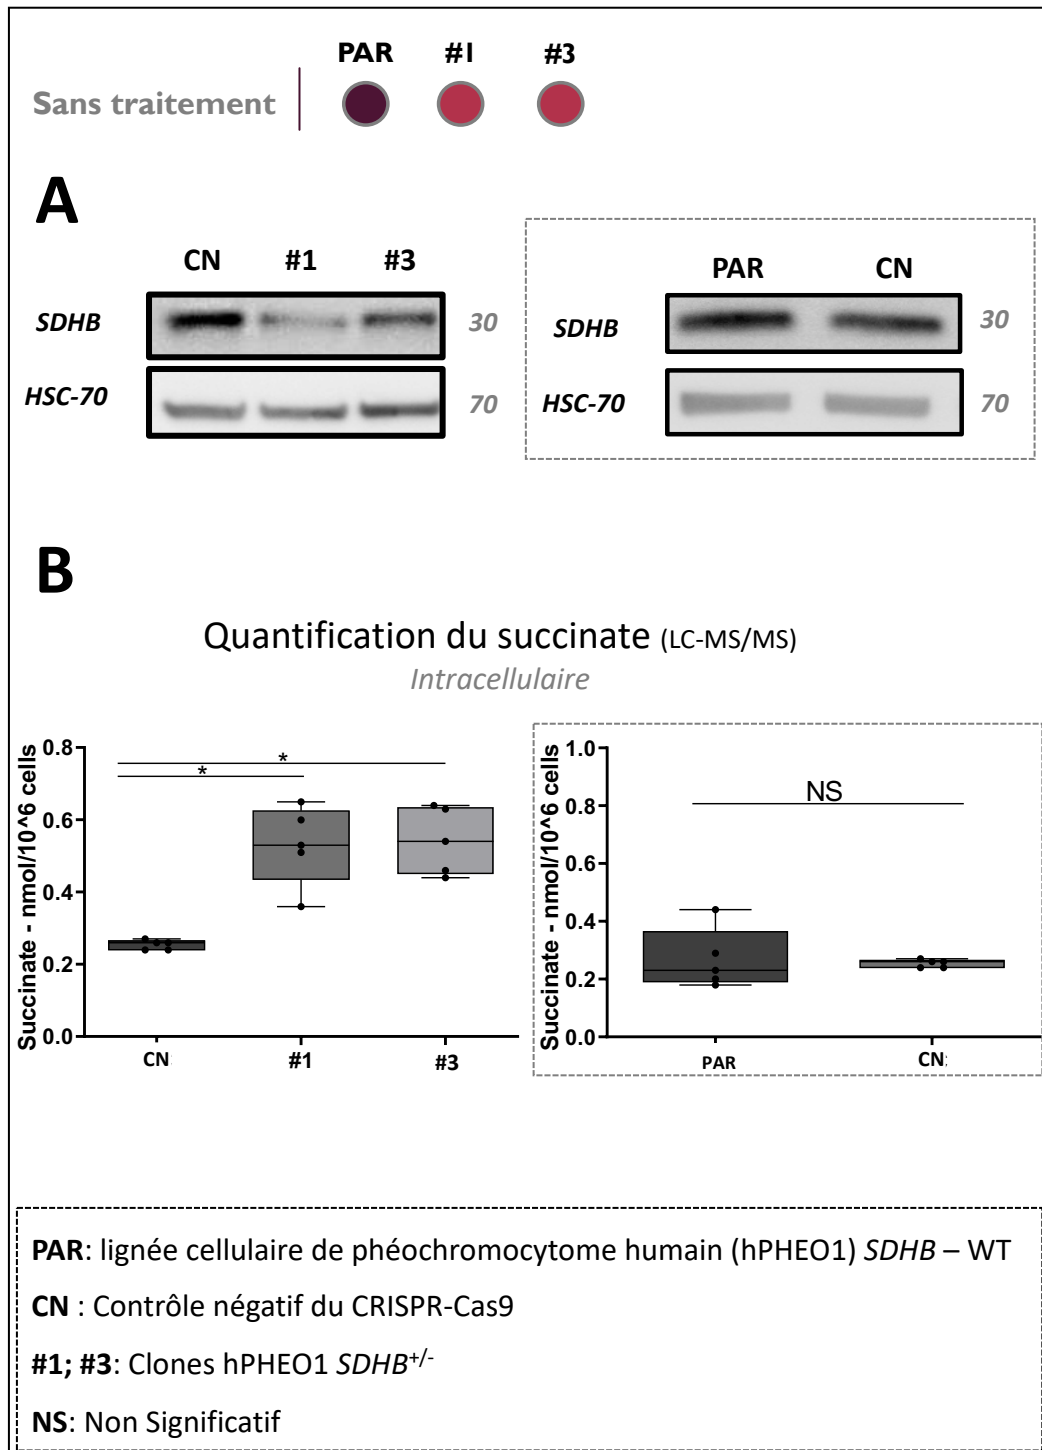 PAR #1 #3
Sans traitement
A
CN #1 #3
SDHB 30
HSC-70 70
PAR CN
SDHB 30
HSC-70 70
B
Quantification du succinate (LC-MS/MS)
Intracellulaire
Succinate - nmol/10^6 cells
0.8
0.6
0.4
0.2
0.0
*
*
CN #1 #3
Succinate - nmol/10^6 cells
1.0
0.8
0.6
0.4
0.2
0.0
NS
PAR CN
PAR: lignée cellulaire de phéochromocytome humain (hPHEO1) SDHB – WT
CN : Contrôle négatif du CRISPR-Cas9
#1; #3: Clones hPHEO1 SDHB+/-
NS: Non Significatif